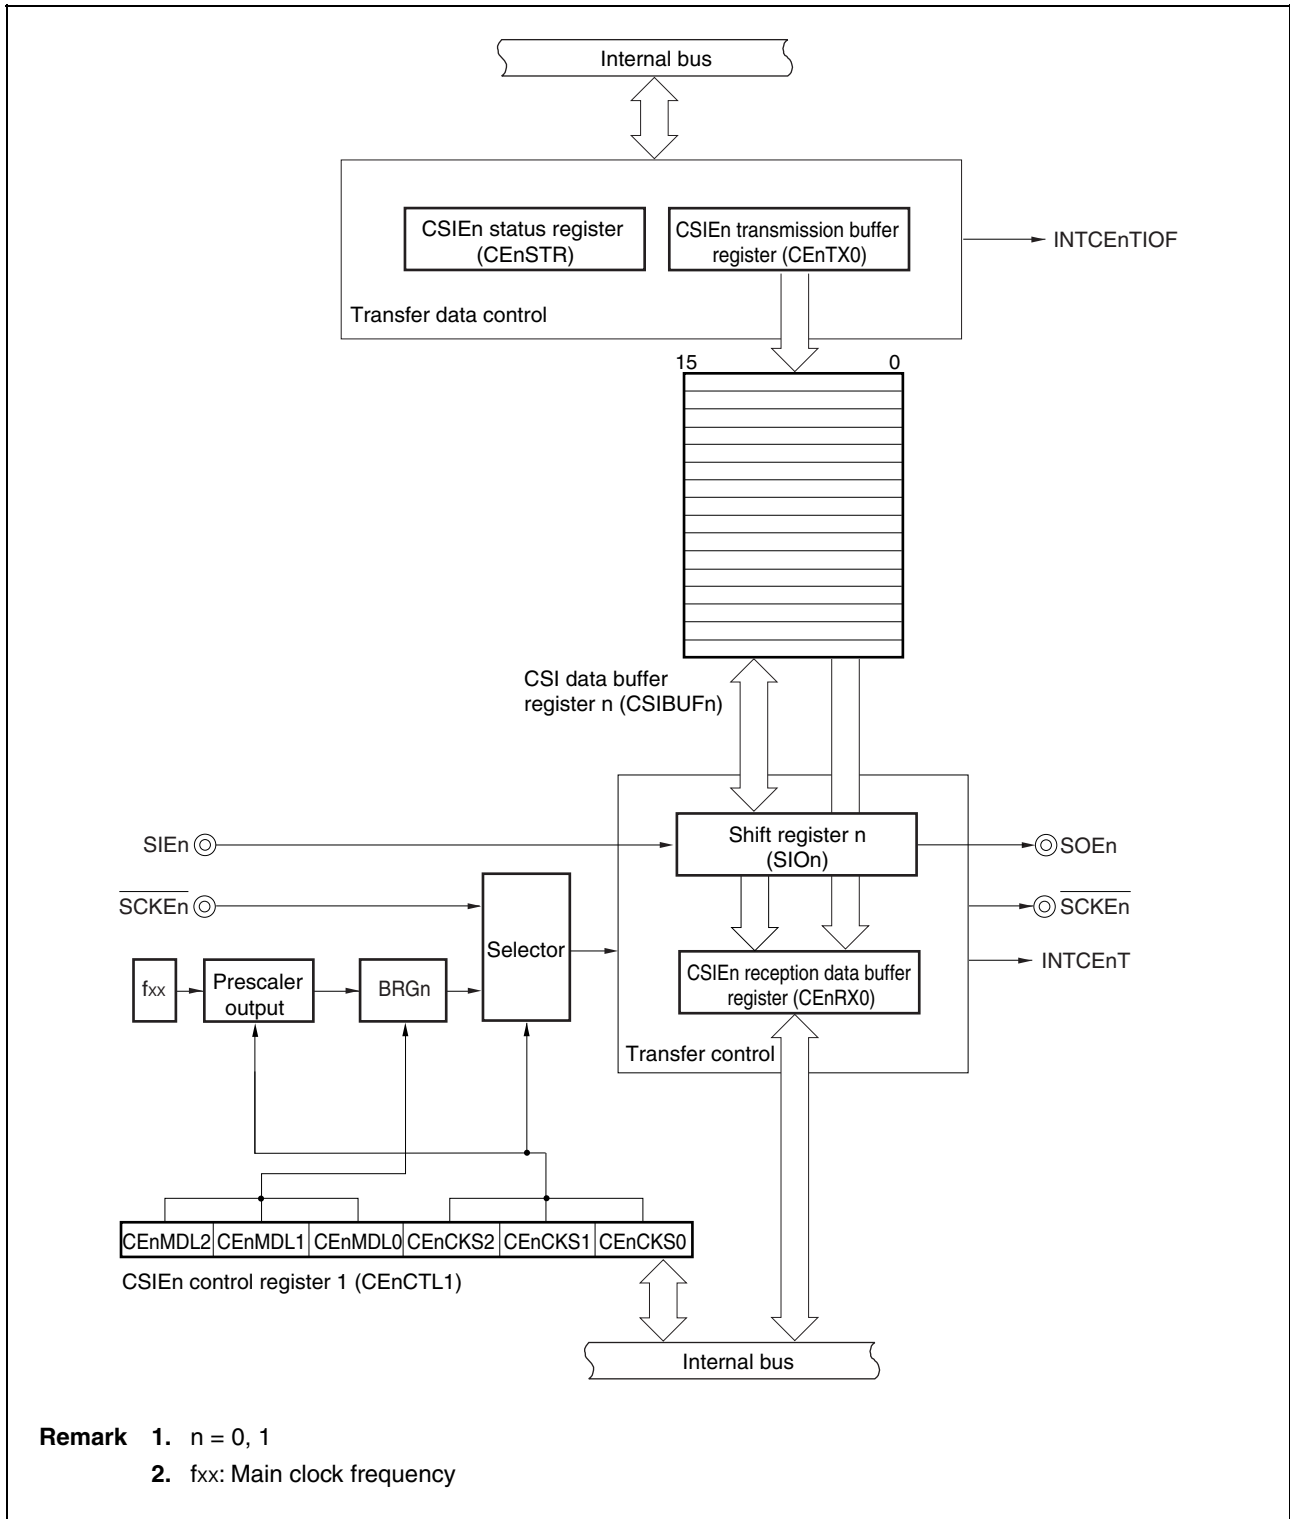 Internal bus
CSIEn status register
(CEnSTR)
CSIEn transmission buffer
register (CEnTX0)
INTCEnTIOF
Transfer data control
15 0
CSI data buffer
register n (CSIBUFn)
SIEn
Shift register n
(SIOn)
SOEn
SCKEn
SCKEn
Selector
INTCEnT
fxx
Prescaler
output
BRGn
CSIEn reception data buffer
register (CEnRX0)
Transfer control
CEnMDL2 CEnMDL1 CEnMDL0 CEnCKS2 CEnCKS1 CEnCKS0
CSIEn control register 1 (CEnCTL1)
Internal bus
Remark 1. n = 0, 1
2. fxx: Main clock frequency